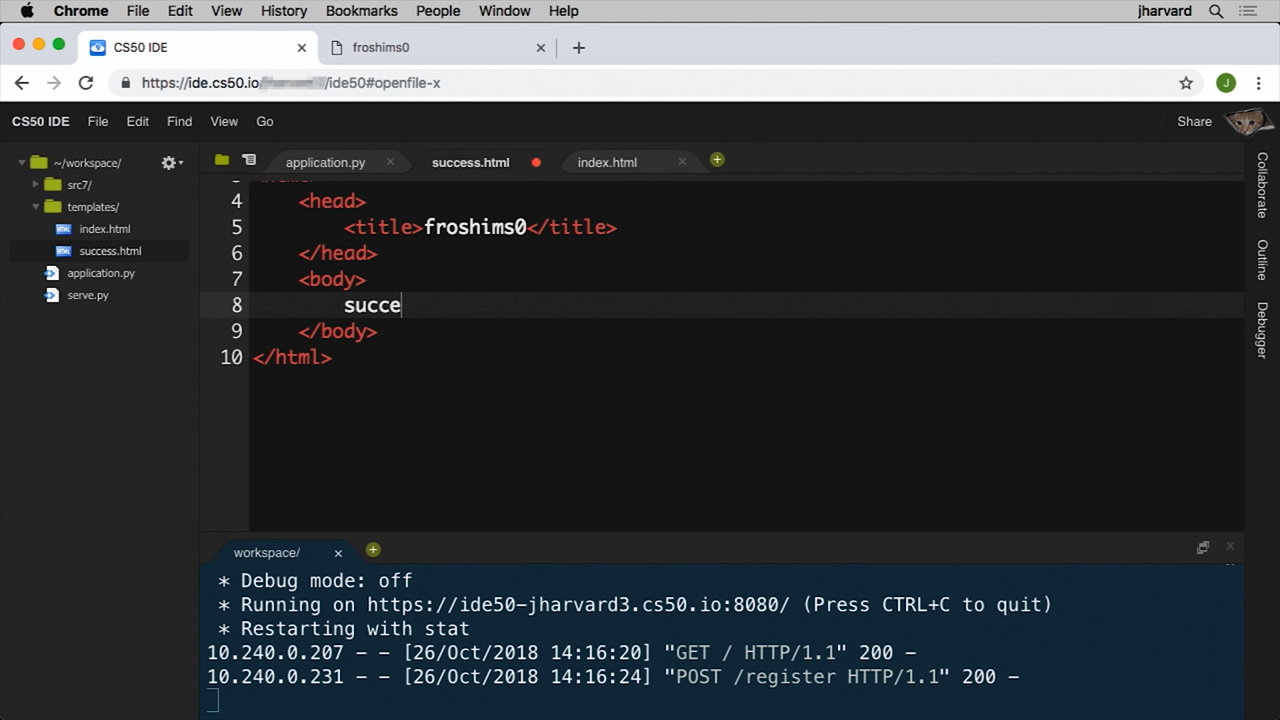 Chrome File Edit View History Bookmarks People Window Help jharvard
CS50 IDE froshims0
https://ide.cs50.io/ /ide50#openfile-x J
CS50 IDE File Edit Find View Go Share
~/workspace/
src7/
templates/
index.html
success.html
application.py
serve.py
application.py success.html index.html
4 <head>
5 <title>froshims0</title>
6 </head>
7 <body>
8 succe
9 </body>
10 </html>
Collaborate
Outline
Debugger
workspace/
* Debug mode: off
* Running on https://ide50-jharvard3.cs50.io:8080/ (Press CTRL+C to quit)
* Restarting with stat
10.240.0.207 - - [26/Oct/2018 14:16:20] "GET / HTTP/1.1" 200 -
10.240.0.231 - - [26/Oct/2018 14:16:24] "POST /register HTTP/1.1" 200 -